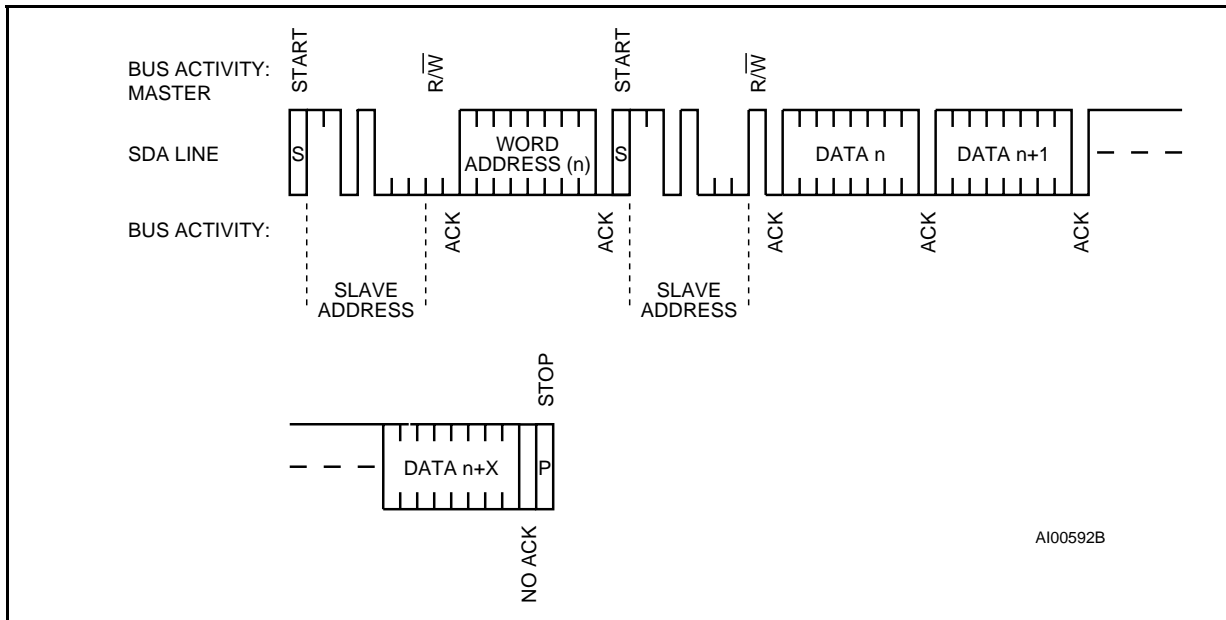 BUS ACTIVITY:
MASTER
START
R/W
START
R/W
SDA LINE
S
WORD
ADDRESS (n)
S
DATA n
DATA n+1
BUS ACTIVITY:
ACK
ACK
ACK
ACK
ACK
SLAVE
ADDRESS
SLAVE
ADDRESS
STOP
DATA n+X
P
NO ACK
AI00592B